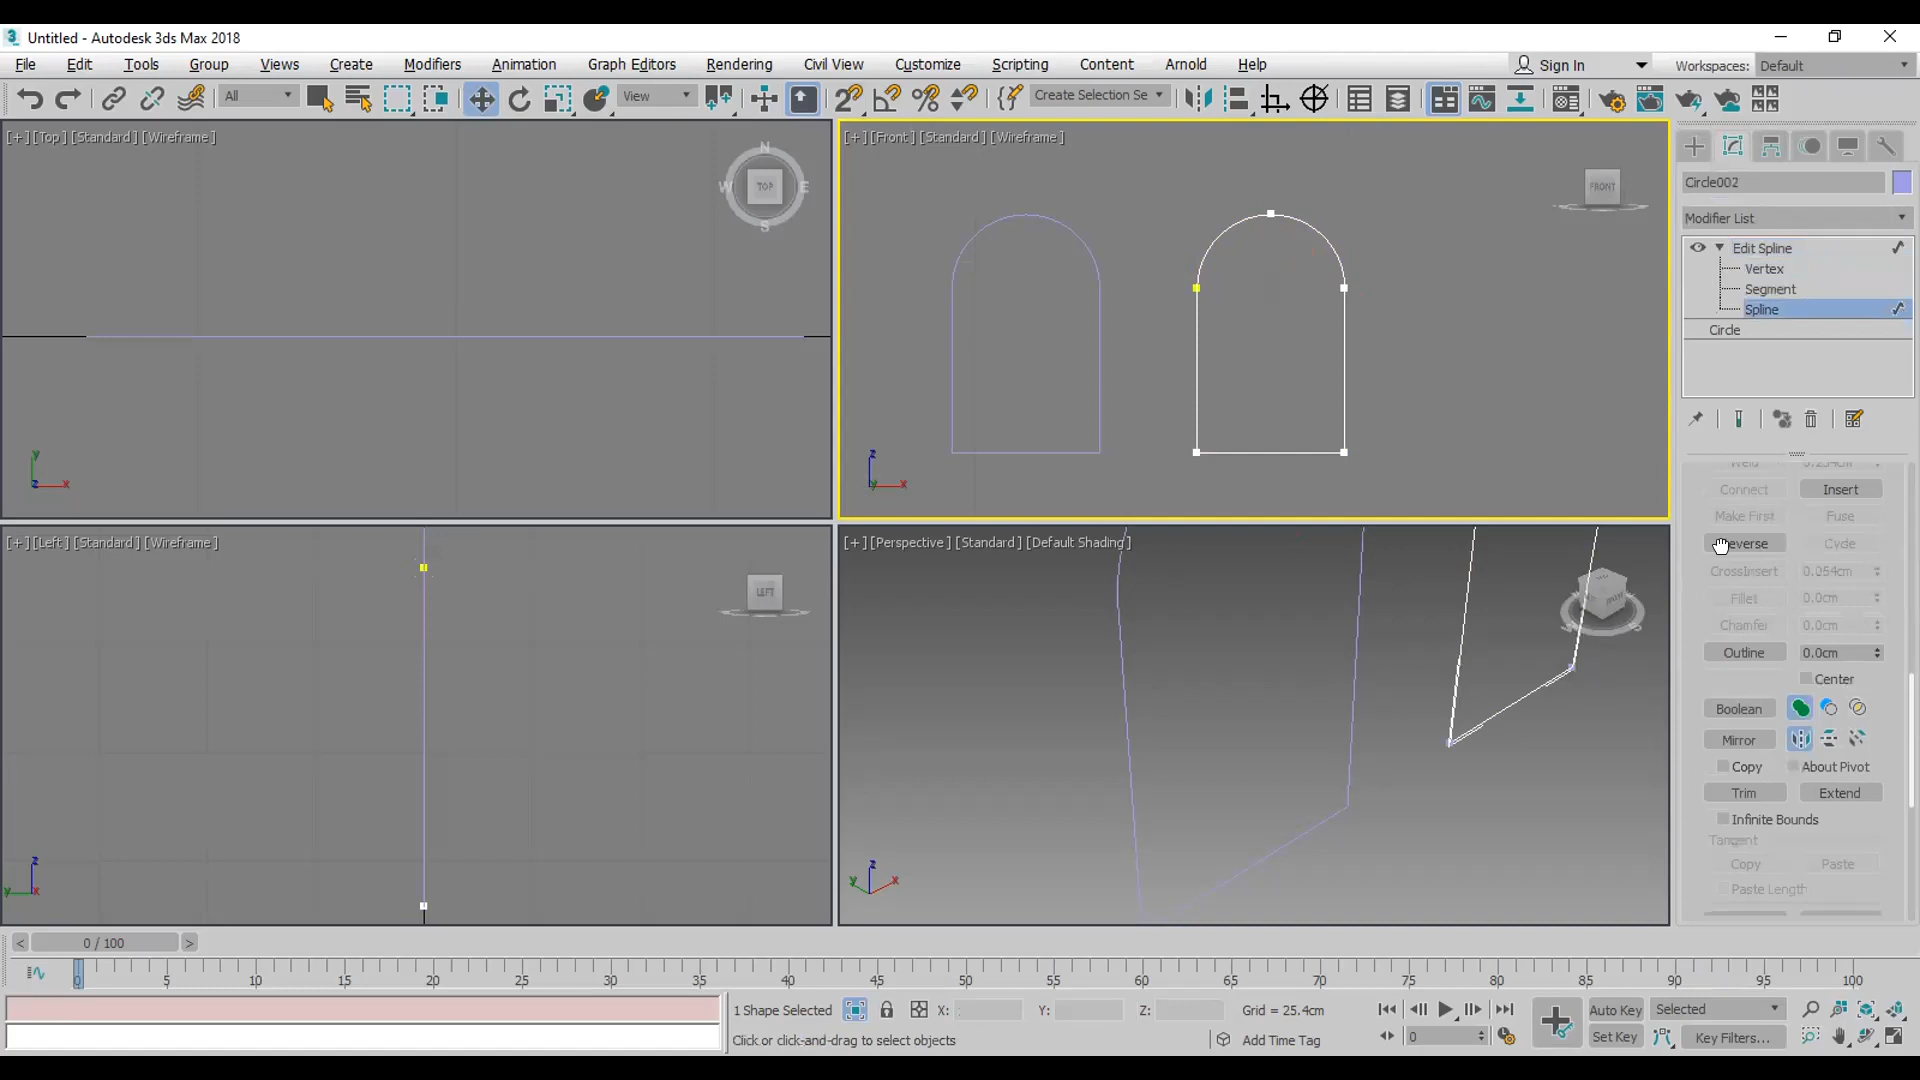 Untitled - Autodesk 3ds Max 2018
File Edit Tools Group Views Create Modifiers Animation Graph Editors Rendering Civil View Customize Scripting Content Arnold Help Sign In Workspaces: Default
All View Create Selection Se
[+] [Top] [Standard] [Wireframe]
N
W TOP E
S
y
z x
[+] [Front] [Standard] [Wireframe]
FRONT
z
y x
[+] [Left] [Standard] [Wireframe]
LEFT
z
y x
[+] [Perspective] [Standard] [Default Shading]
FRONT
z
y x
Circle002
Modifier List
Edit Spline
Vertex
Segment
Spline
Circle
Weld 0.254cm
Connect Insert
Make First Fuse
everse Cycle
CrossInsert 0.254cm
Fillet 0.0cm
Chamfer 0.0cm
Outline 0.0cm
Center
Boolean
Mirror
Copy About Pivot
Trim Extend
Infinite Bounds
Tangent
Copy Paste
Paste Length
< 0 / 100 >
0 5 10 15 20 25 30 35 40 45 50 55 60 65 70 75 80 85 90 95 100
1 Shape Selected X: Y: Z: Grid = 25.4cm Auto Key Selected
Click or click-and-drag to select objects Add Time Tag 0 Set Key Key Filters...